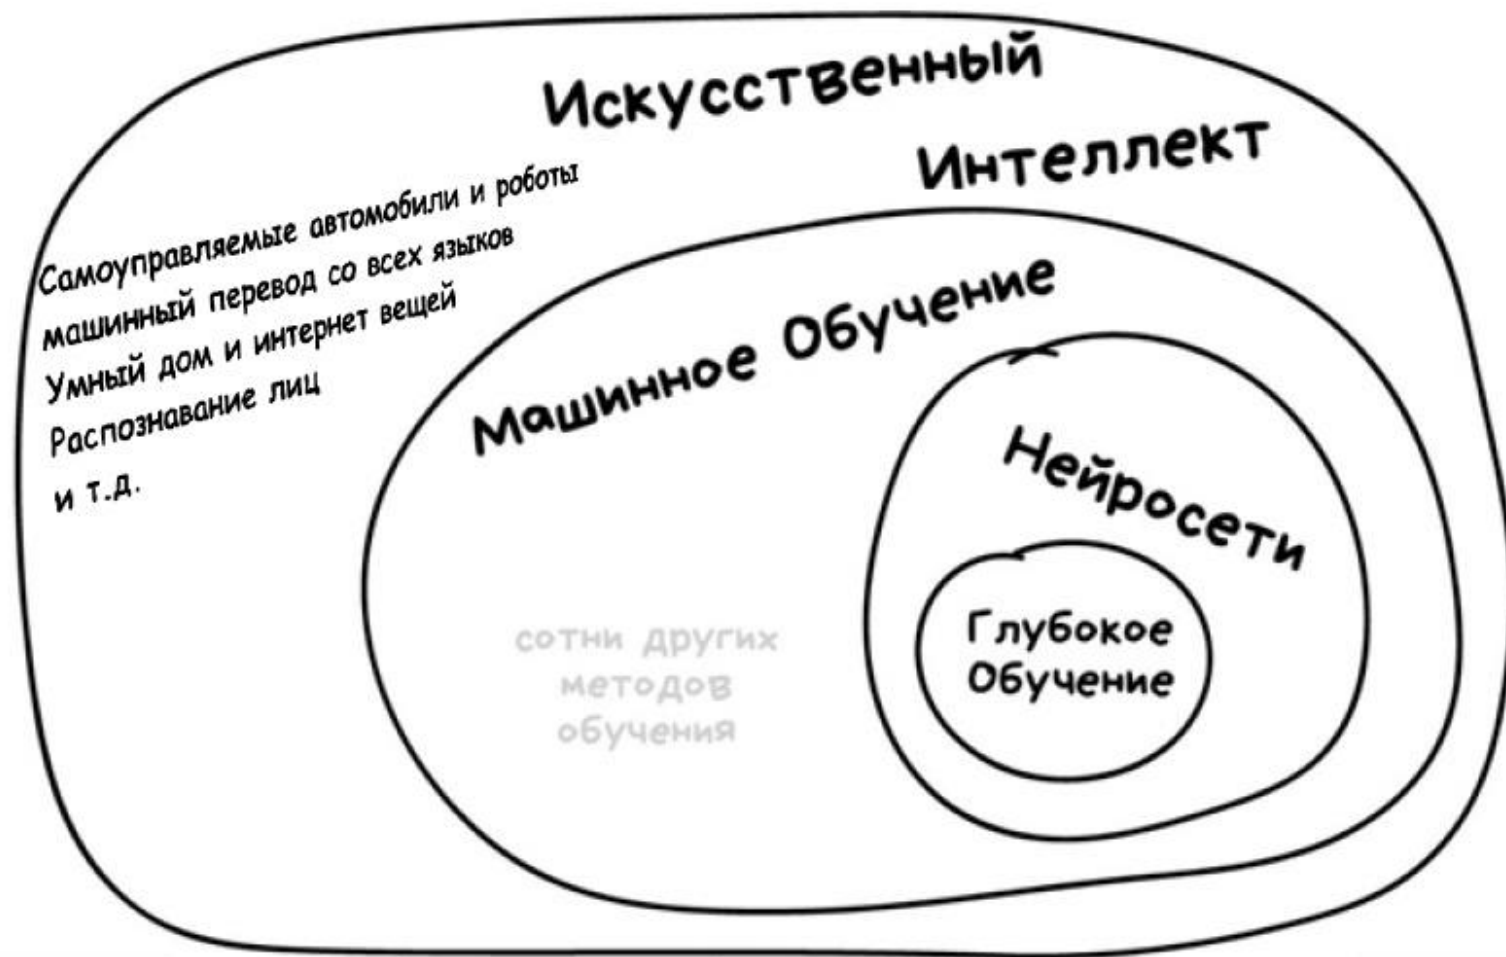 Искусственный
Интеллект
Самоуправляемые автомобили и роботы
машинный перевод со всех языков
Умный дом и интернет вещей
Распознавание лиц
и т.д.
Машинное Обучение
Нейросети
Глубокое
Обучение
сотни других
методов
обучения